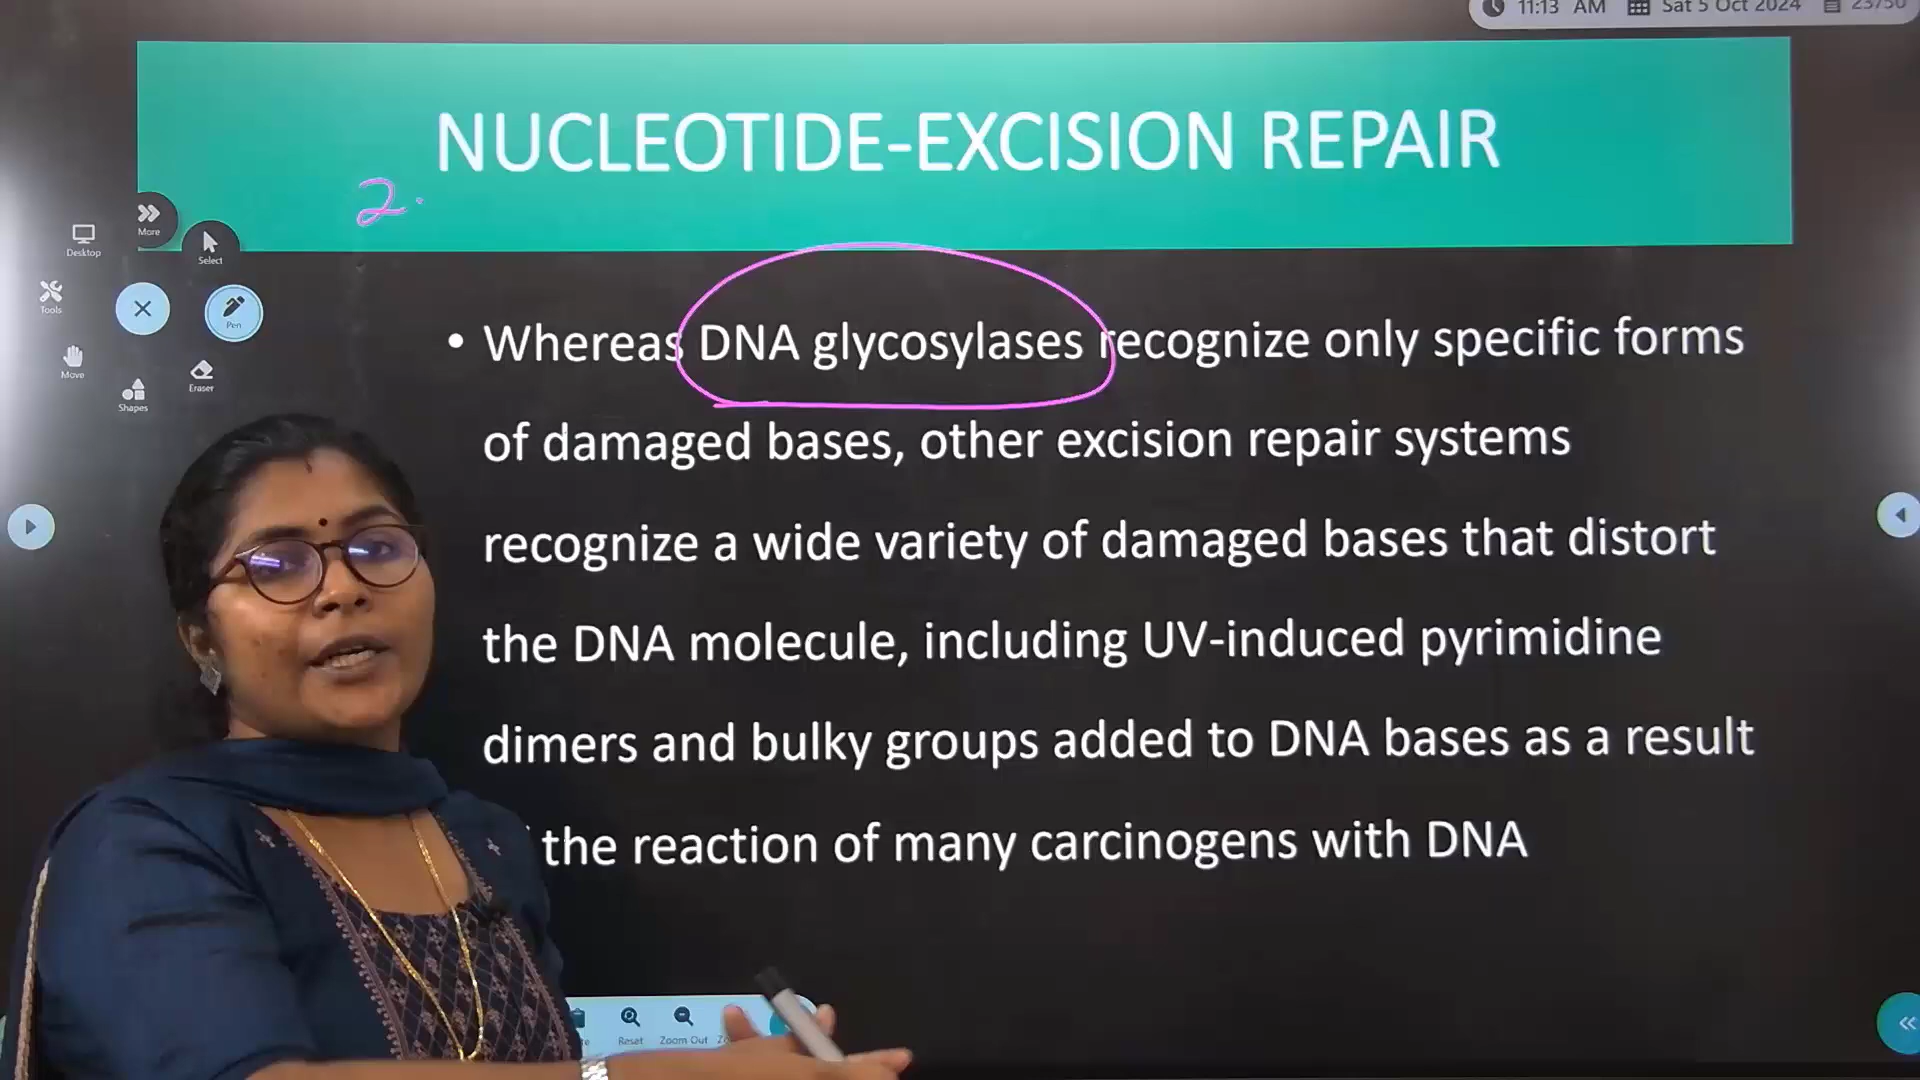 11:13 AM Sat 5 Oct 2024 23/50
NUCLEOTIDE-EXCISION REPAIR
2.
More
Desktop
Select
Tools
Pen
Move
Eraser
Shapes
• Whereas DNA glycosylases recognize only specific forms
of damaged bases, other excision repair systems
recognize a wide variety of damaged bases that distort
the DNA molecule, including UV-induced pyrimidine
dimers and bulky groups added to DNA bases as a result
the reaction of many carcinogens with DNA
Reset
Zoom Out